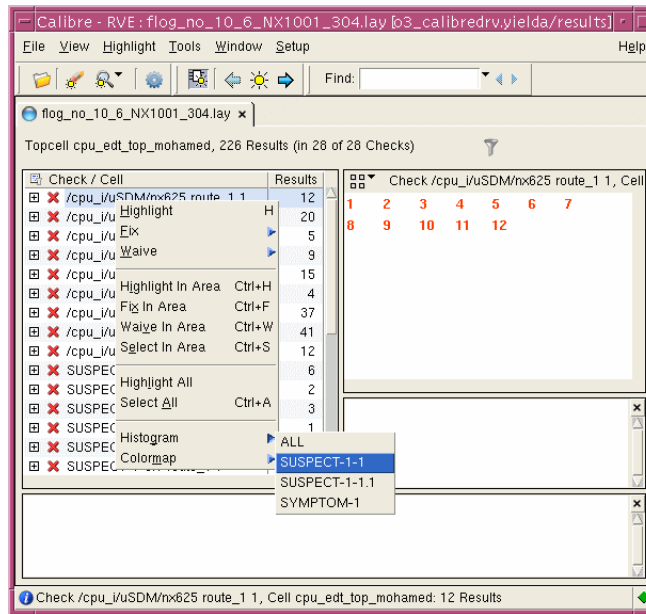 Calibre - RVE : flog_no_10_6_NX1001_304.lay [o3_calibredrv.yielda/results]
File View Highlight Tools Window Setup Help
Find:
flog_no_10_6_NX1001_304.lay
Topcell cpu_edt_top_mohamed, 226 Results (in 28 of 28 Checks)
Check / Cell Results
Check /cpu_i/uSDM/nx625 route_1 1, Cell
/cpu_i/uSDM/nx625 route_1 1 12
/cpu_i/u 20
/cpu_i/u 5
/cpu_i/u 9
/cpu_i/u 15
/cpu_i/u 4
/cpu_i/u 37
/cpu_i/u 41
/cpu_i/u 12
SUSPEC 6
SUSPEC 2
SUSPEC 3
SUSPEC 1
SUSPEC
SUSPECT
Highlight H
Fix
Waive
Highlight In Area Ctrl+H
Fix In Area Ctrl+F
Waive In Area Ctrl+W
Select In Area Ctrl+S
Highlight All
Select All Ctrl+A
Histogram
Colormap
ALL
SUSPECT-1-1
SUSPECT-1-1.1
SYMPTOM-1
1 2 3 4 5 6 7
8 9 10 11 12
Check /cpu_i/uSDM/nx625 route_1 1, Cell cpu_edt_top_mohamed: 12 Results